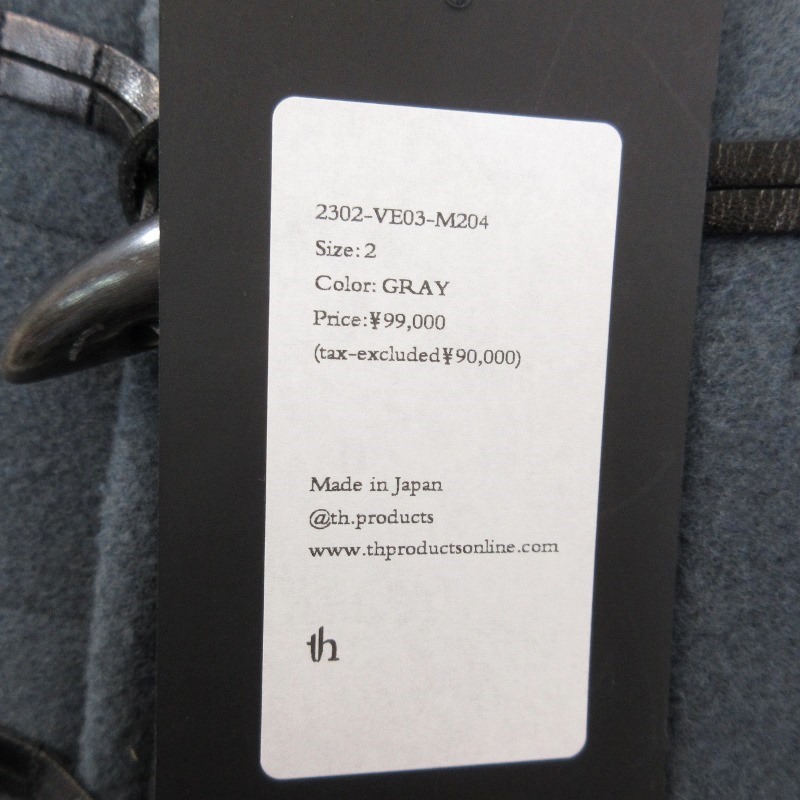 2302-VE03-M204
Size: 2
Color: GRAY
Price:¥99,000
(tax-excluded¥90,000)
Made in Japan
@th.products
www.thproductsonline.com
th